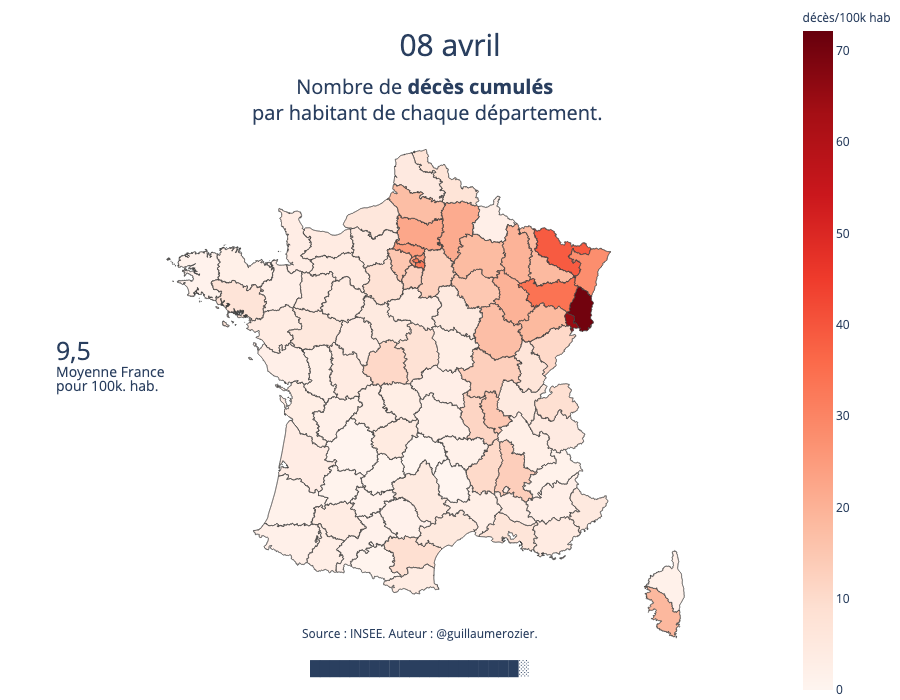 décès/100k hab
08 avril
Nombre de décès cumulés
par habitant de chaque département.
70
60
50
40
30
20
10
0
9,5
Moyenne France
pour 100k. hab.
Source : INSEE. Auteur : @guillaumerozier.